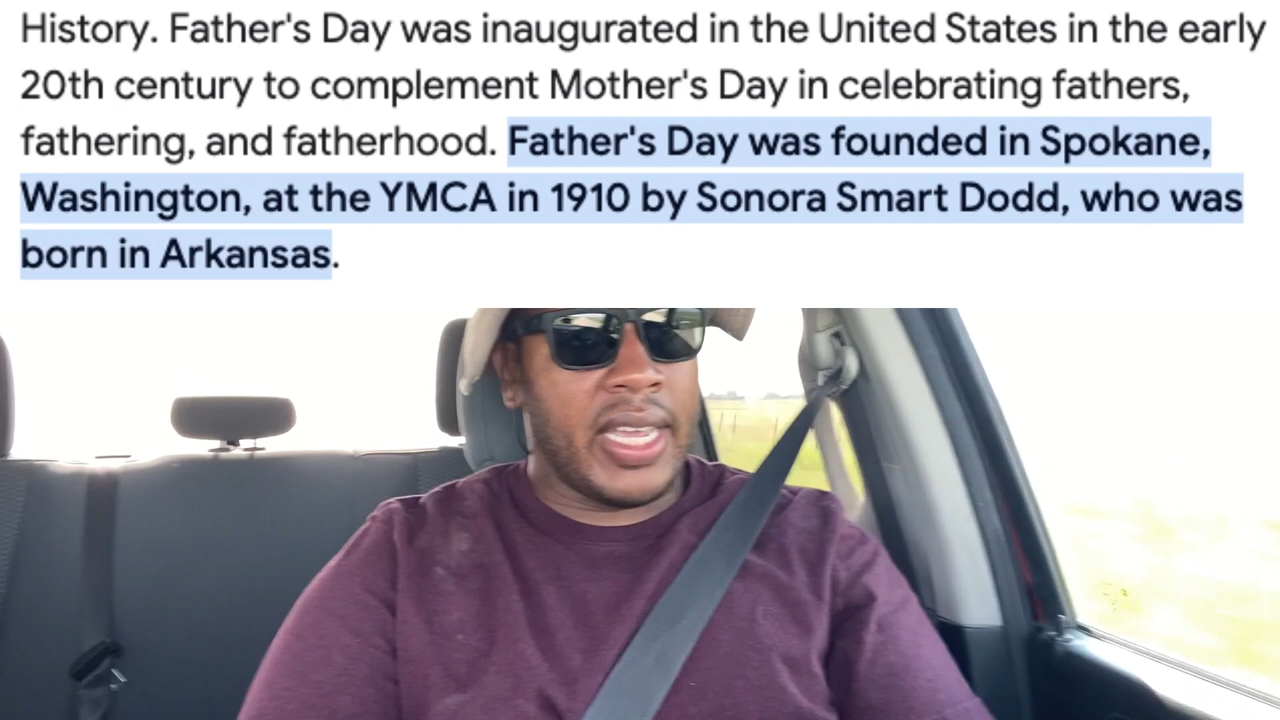 History. Father's Day was inaugurated in the United States in the early
20th century to complement Mother's Day in celebrating fathers,
fathering, and fatherhood. Father's Day was founded in Spokane,
Washington, at the YMCA in 1910 by Sonora Smart Dodd, who was
born in Arkansas.